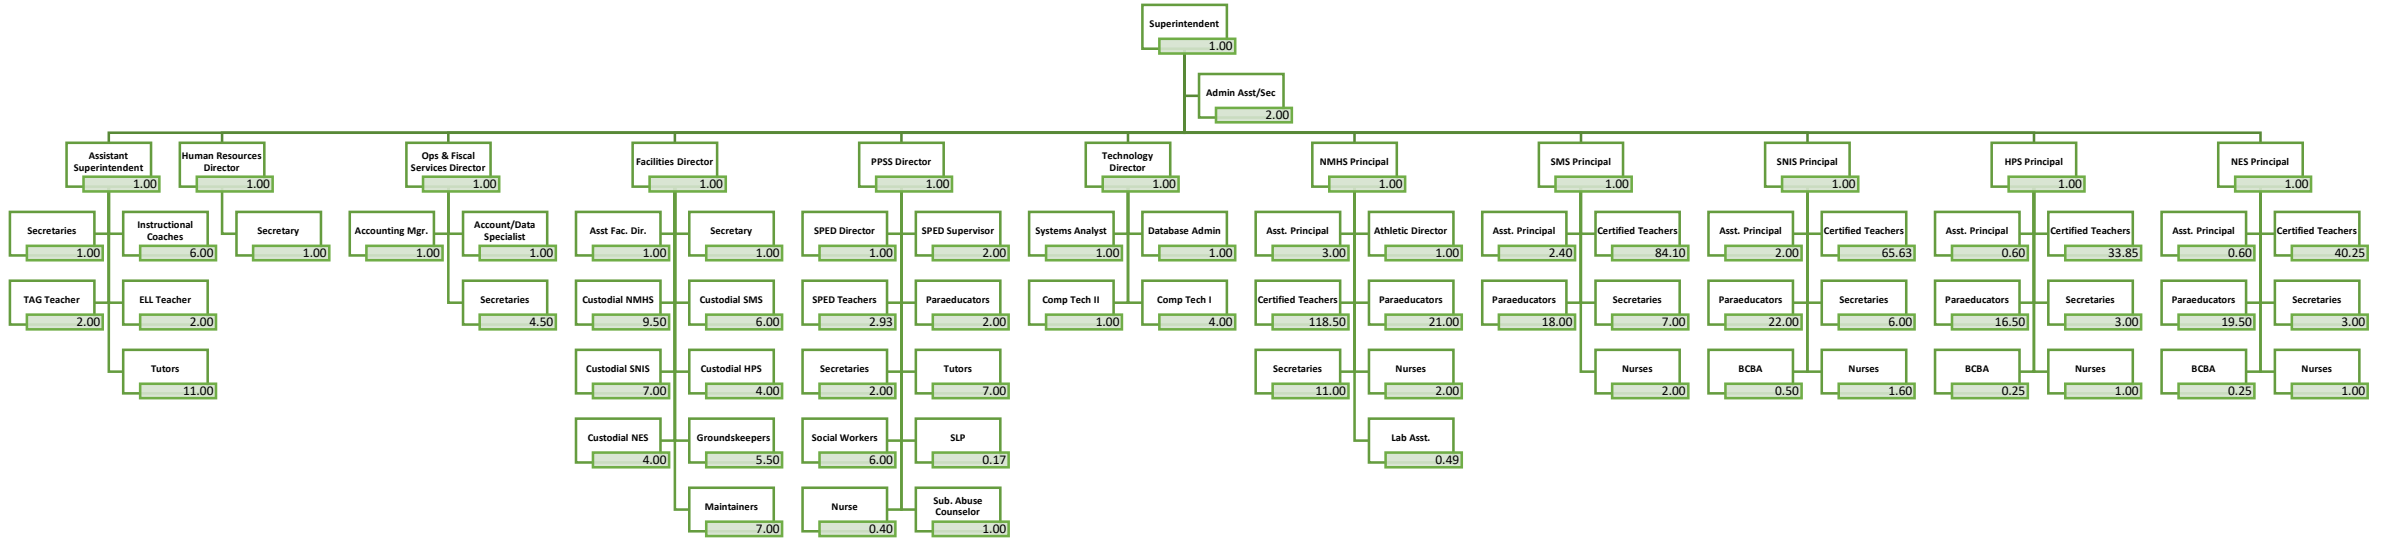 Superintendent
1.00
Admin Asst/Sec
2.00
Assistant
Superintendent
1.00
Human Resources
Director
1.00
Ops & Fiscal
Services Director
1.00
Facilities Director
1.00
PPSS Director
1.00
Technology
Director
1.00
NMHS Principal
1.00
SMS Principal
1.00
SNIS Principal
1.00
HPS Principal
1.00
NES Principal
1.00
Secretaries
1.00
Instructional
Coaches
6.00
Secretary
1.00
Accounting Mgr.
1.00
Account/Data
Specialist
1.00
Asst Fac. Dir.
1.00
Secretary
1.00
SPED Director
1.00
SPED Supervisor
2.00
Systems Analyst
1.00
Database Admin
1.00
Asst. Principal
3.00
Athletic Director
1.00
Asst. Principal
2.40
Certified Teachers
84.10
Asst. Principal
2.00
Certified Teachers
65.63
Asst. Principal
0.60
Certified Teachers
33.85
Asst. Principal
0.60
Certified Teachers
40.25
TAG Teacher
2.00
ELL Teacher
2.00
Secretaries
4.50
Custodial NMHS
9.50
Custodial SMS
6.00
SPED Teachers
2.93
Paraeducators
2.00
Comp Tech II
1.00
Comp Tech I
4.00
Certified Teachers
118.50
Paraeducators
21.00
Paraeducators
18.00
Secretaries
7.00
Paraeducators
22.00
Secretaries
6.00
Paraeducators
16.50
Secretaries
3.00
Paraeducators
19.50
Secretaries
3.00
Tutors
11.00
Custodial SNIS
7.00
Custodial HPS
4.00
Secretaries
2.00
Tutors
7.00
Secretaries
11.00
Nurses
2.00
Nurses
2.00
BCBA
0.50
Nurses
1.60
BCBA
0.25
Nurses
1.00
BCBA
0.25
Nurses
1.00
Custodial NES
4.00
Groundskeepers
5.50
Social Workers
6.00
SLP
0.17
Lab Asst.
0.49
Maintainers
7.00
Nurse
0.40
Sub. Abuse
Counselor
1.00